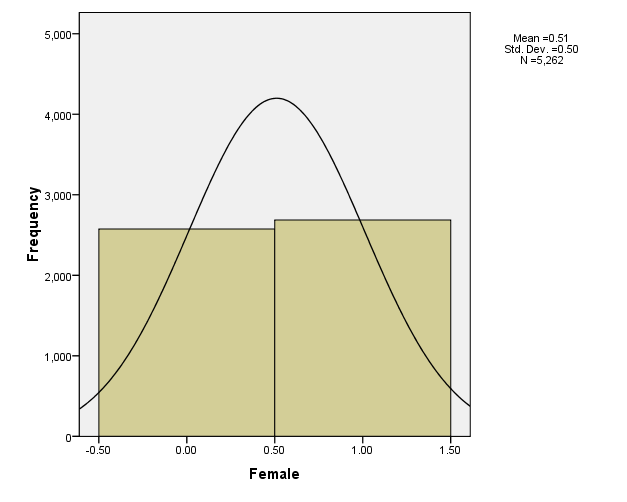 Mean =0.51
Std. Dev. =0.50
N =5,262
5,000
4,000
3,000
2,000
1,000
0
Frequency
-0.50 0.00 0.50 1.00 1.50
Female